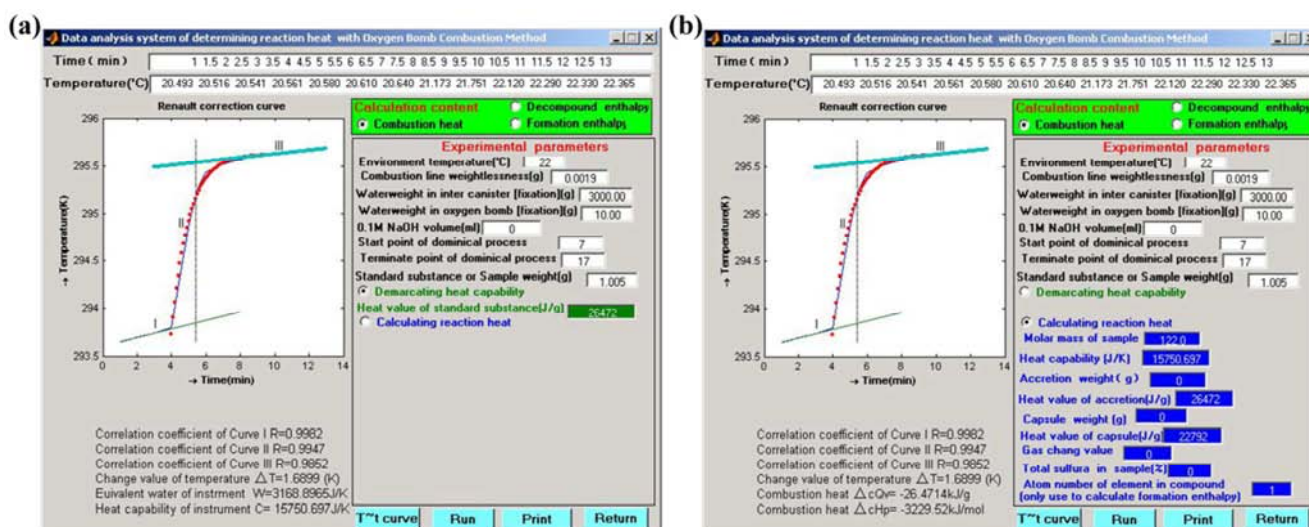 (a)
Data analysis system of determining reaction heat with Oxygen Bomb Combustion Method
Time ( min) 1 1.5 2 2.5 3 3.5 4 4.5 5 5.5 6 6.5 7 7.5 8 8.5 9 9.5 10 10.5 11 11.5 12 12.5 13
Temperature(°C) 20.493 20.516 20.541 20.561 20.580 20.610 20.640 21.173 21.751 22.120 22.290 22.330 22.365
Renault correction curve
296
295.5
295
294.5
294
293.5
→ Temperature(K)
0 2 4 6 8 10 12 14
→ Time(min)
I
II
III
Calculation content
Decompound enthalpy
Combustion heat
Formation enthalpy
Experimental parameters
Environment temperature(°C) 22
Combustion line weightlessness(g) 0.0019
Waterweight in inter canister [fixation](g) 3000.00
Waterweight in oxygen bomb [fixation](g) 10.00
0.1M NaOH volume(ml) 0
Start point of dominical process 7
Terminate point of dominical process 17
Standard substance or Sample weight(g) 1.005
Demarcating heat capability
Heat value of standard substance(J/g) 26472
Calculating reaction heat
Correlation coefficient of Curve I R=0.9982
Correlation coefficient of Curve II R=0.9947
Correlation coefficient of Curve III R=0.9852
Change value of temperature △T=1.6899 (K)
Euivalent water of instrment W=3168.8965J/K
Heat capability of instrument C= 15750.697J/K
T~t curve
Run
Print
Return
(b)
Data analysis system of determining reaction heat with Oxygen Bomb Combustion Method
Time ( min) 1 1.5 2 2.5 3 3.5 4 4.5 5 5.5 6 6.5 7 7.5 8 8.5 9 9.5 10 10.5 11 11.5 12 12.5 13
Temperature(°C) 20.493 20.516 20.541 20.561 20.580 20.610 20.640 21.173 21.751 22.120 22.290 22.330 22.365
Renault correction curve
296
295.5
295
294.5
294
293.5
→ Temperature(K)
0 2 4 6 8 10 12 14
→ Time(min)
I
II
III
Calculation content
Decompound enthalpy
Combustion heat
Formation enthalpy
Experimental parameters
Environment temperature(°C) 22
Combustion line weightlessness(g) 0.0019
Waterweight in inter canister [fixation](g) 3000.00
Waterweight in oxygen bomb [fixation](g) 10.00
0.1M NaOH volume(ml) 0
Start point of dominical process 7
Terminate point of dominical process 17
Standard substance or Sample weight(g) 1.005
Demarcating heat capability
Calculating reaction heat
Molar mass of sample 122.0
Heat capability (J/K) 15750.697
Accretion weight( g ) 0
Heat value of accretion(J/g) 26472
Capsule weight (g) 0
Heat value of capsule(J/g) 22792
Gas chang value 0
Total sulfura in sample(%) 0
Atom number of element in compound 1
(only use to calculate formation enthalpy)
Correlation coefficient of Curve I R=0.9982
Correlation coefficient of Curve II R=0.9947
Correlation coefficient of Curve III R=0.9852
Change value of temperature △T=1.6899 (K)
Combustion heat △cQv= -26.4714kJ/g
Combustion heat △cHp= -3229.52kJ/mol
T~t curve
Run
Print
Return